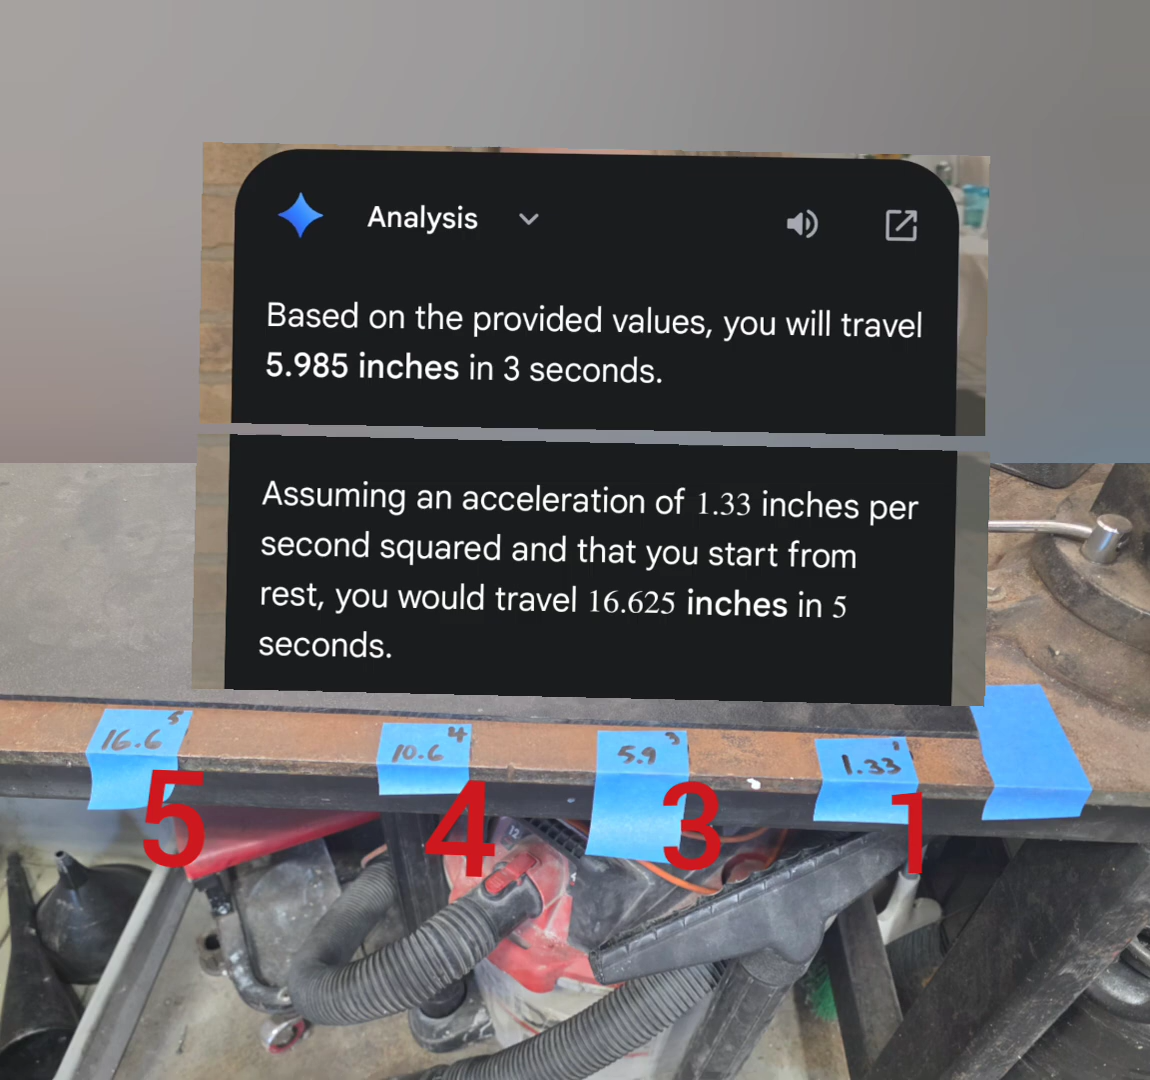 Analysis
Based on the provided values, you will travel
5.985 inches in 3 seconds.
Assuming an acceleration of 1.33 inches per
second squared and that you start from
rest, you would travel 16.625 inches in 5
seconds.
16.6 5
10.6 4
5.9 3
1.33 1
5
4
3
1
12